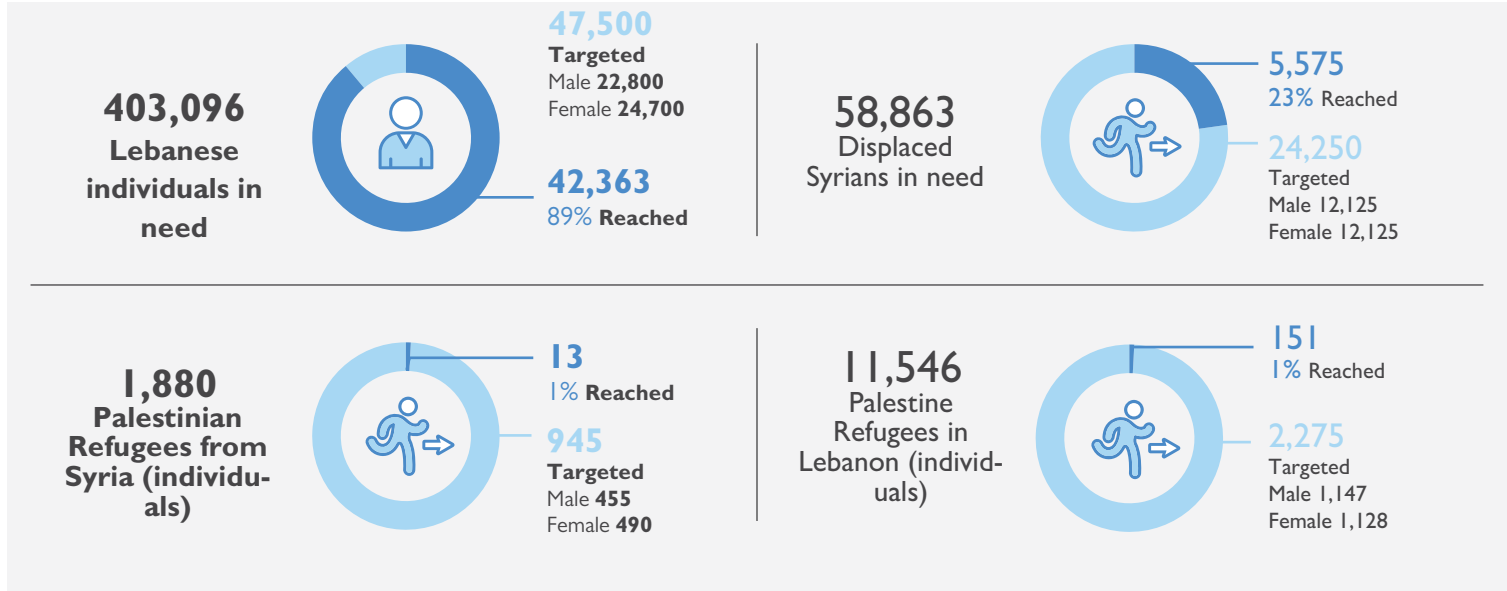 403,096
Lebanese
individuals in
need
47,500
Targeted
Male 22,800
Female 24,700
42,363
89% Reached
58,863
Displaced
Syrians in need
5,575
23% Reached
24,250
Targeted
Male 12,125
Female 12,125
1,880
Palestinian
Refugees from
Syria (individu-
als)
13
1% Reached
945
Targeted
Male 455
Female 490
11,546
Palestine
Refugees in
Lebanon (individ-
uals)
151
1% Reached
2,275
Targeted
Male 1,147
Female 1,128